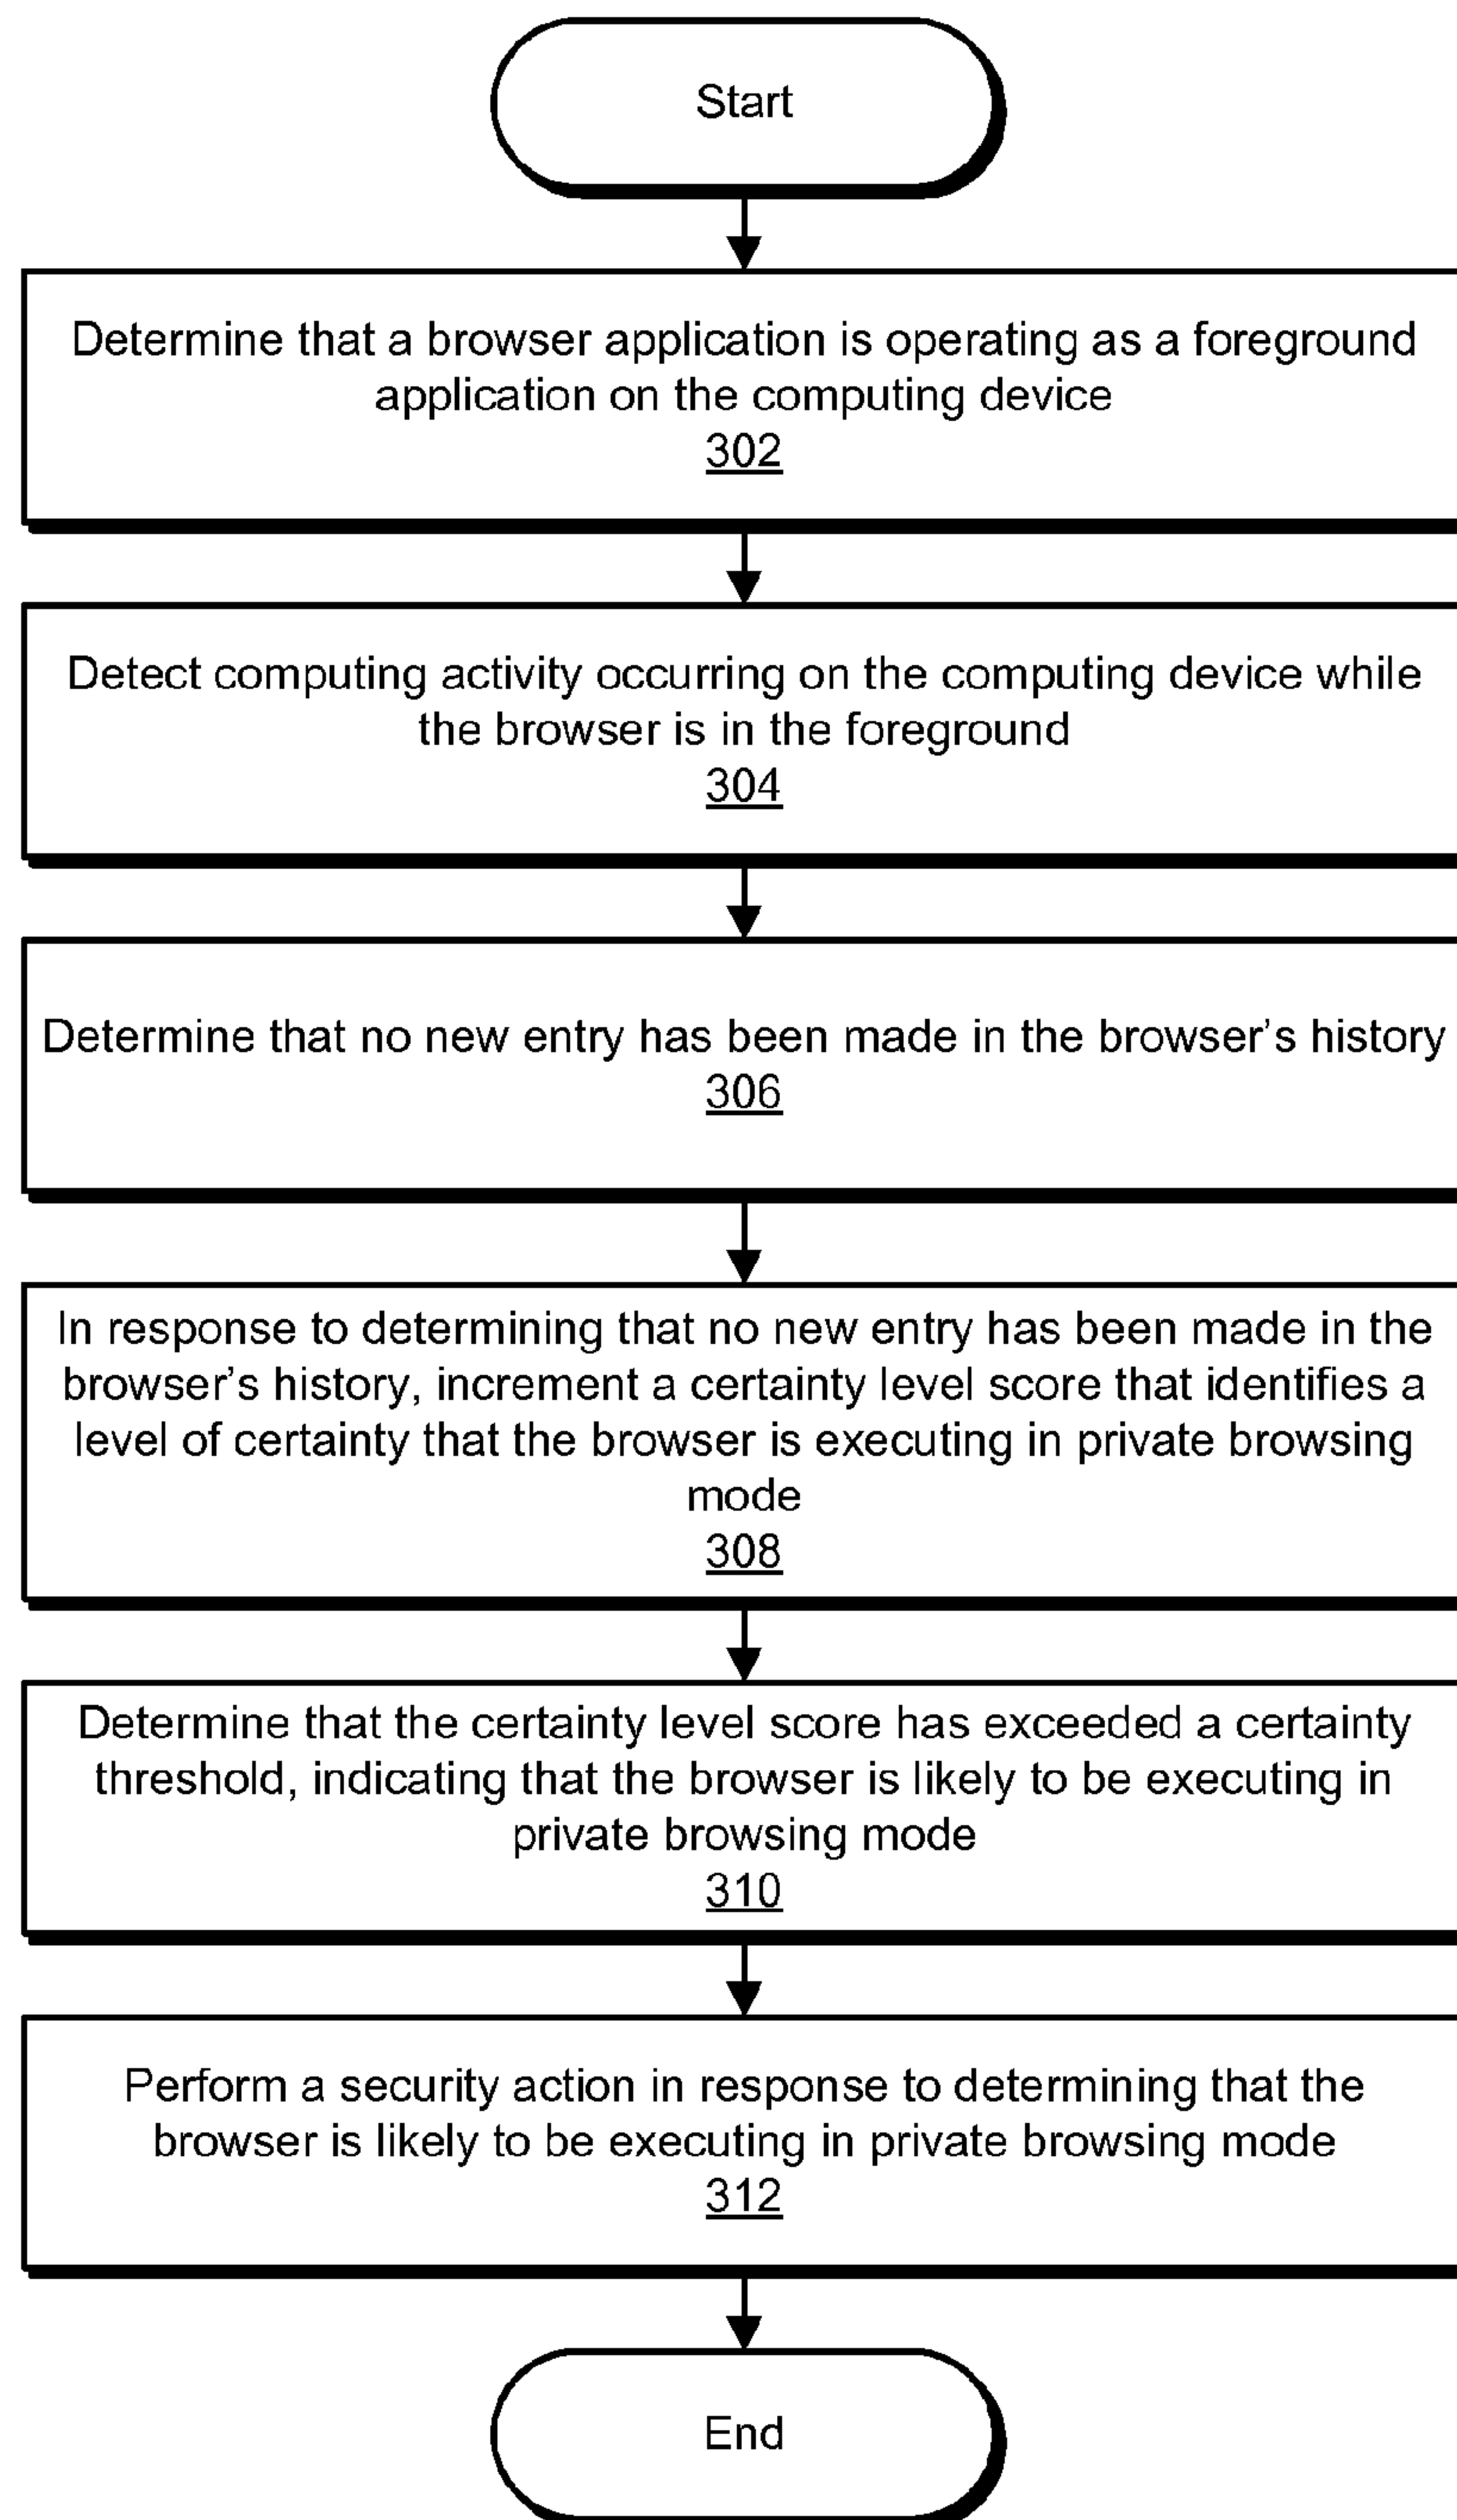 Start
Determine that a browser application is operating as a foreground
application on the computing device
302
Detect computing activity occurring on the computing device while
the browser is in the foreground
304
Determine that no new entry has been made in the browser’s history
306
In response to determining that no new entry has been made in the
browser’s history, increment a certainty level score that identifies a
level of certainty that the browser is executing in private browsing
mode
308
Determine that the certainty level score has exceeded a certainty
threshold, indicating that the browser is likely to be executing in
private browsing mode
310
Perform a security action in response to determining that the
browser is likely to be executing in private browsing mode
312
End